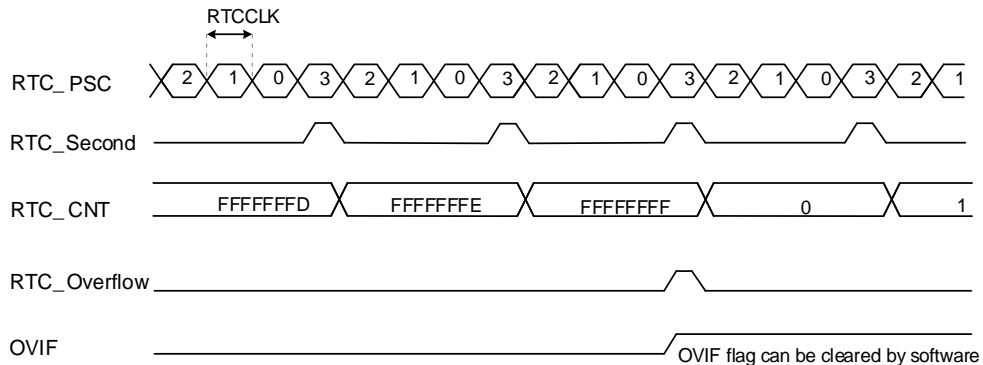 RTCCLK
RTC_PSC 2 1 0 3 2 1 0 3 2 1 0 3 2 1 0 3 2 1
RTC_Second
RTC_CNT FFFFFFFD FFFFFFFE FFFFFFFF 0 1
RTC_Overflow
OVIF
OVIF flag can be cleared by software